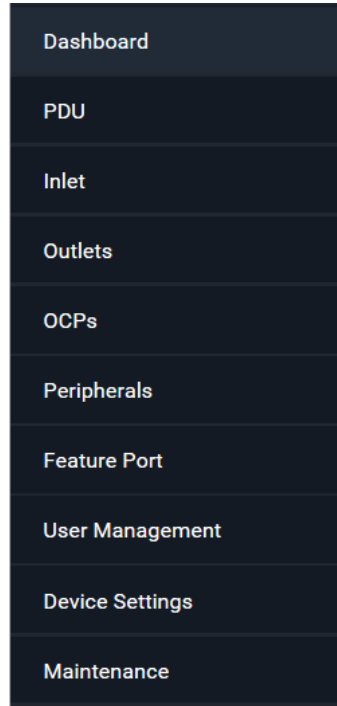 Dashboard
PDU
Inlet
Outlets
OCPs
Peripherals
Feature Port
User Management
Device Settings
Maintenance